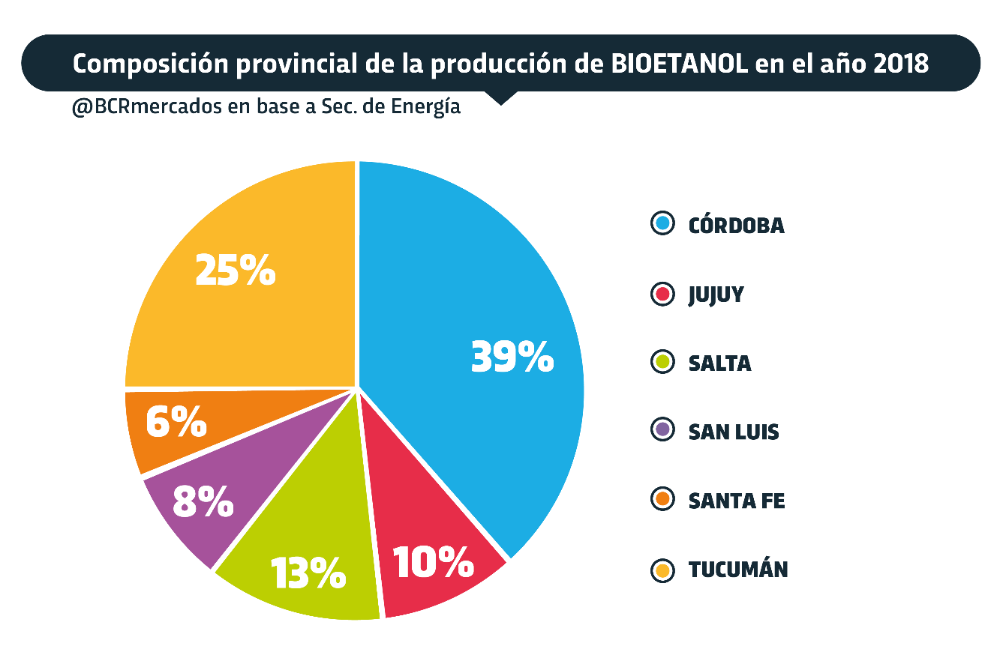 Composición provincial de la producción de BIOETANOL en el año 2018
@BCRmercados en base a Sec. de Energía
25%
39%
6%
8%
13%
10%
CÓRDOBA
JUJUY
SALTA
SAN LUIS
SANTA FE
TUCUMÁN